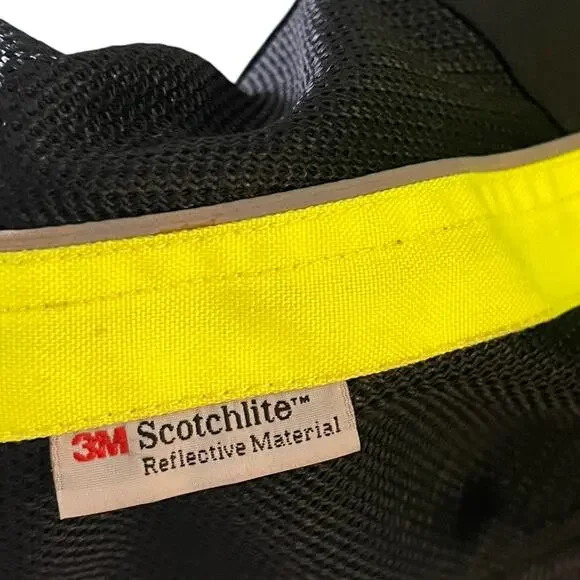 3M Scotchlite™
Reflective Material